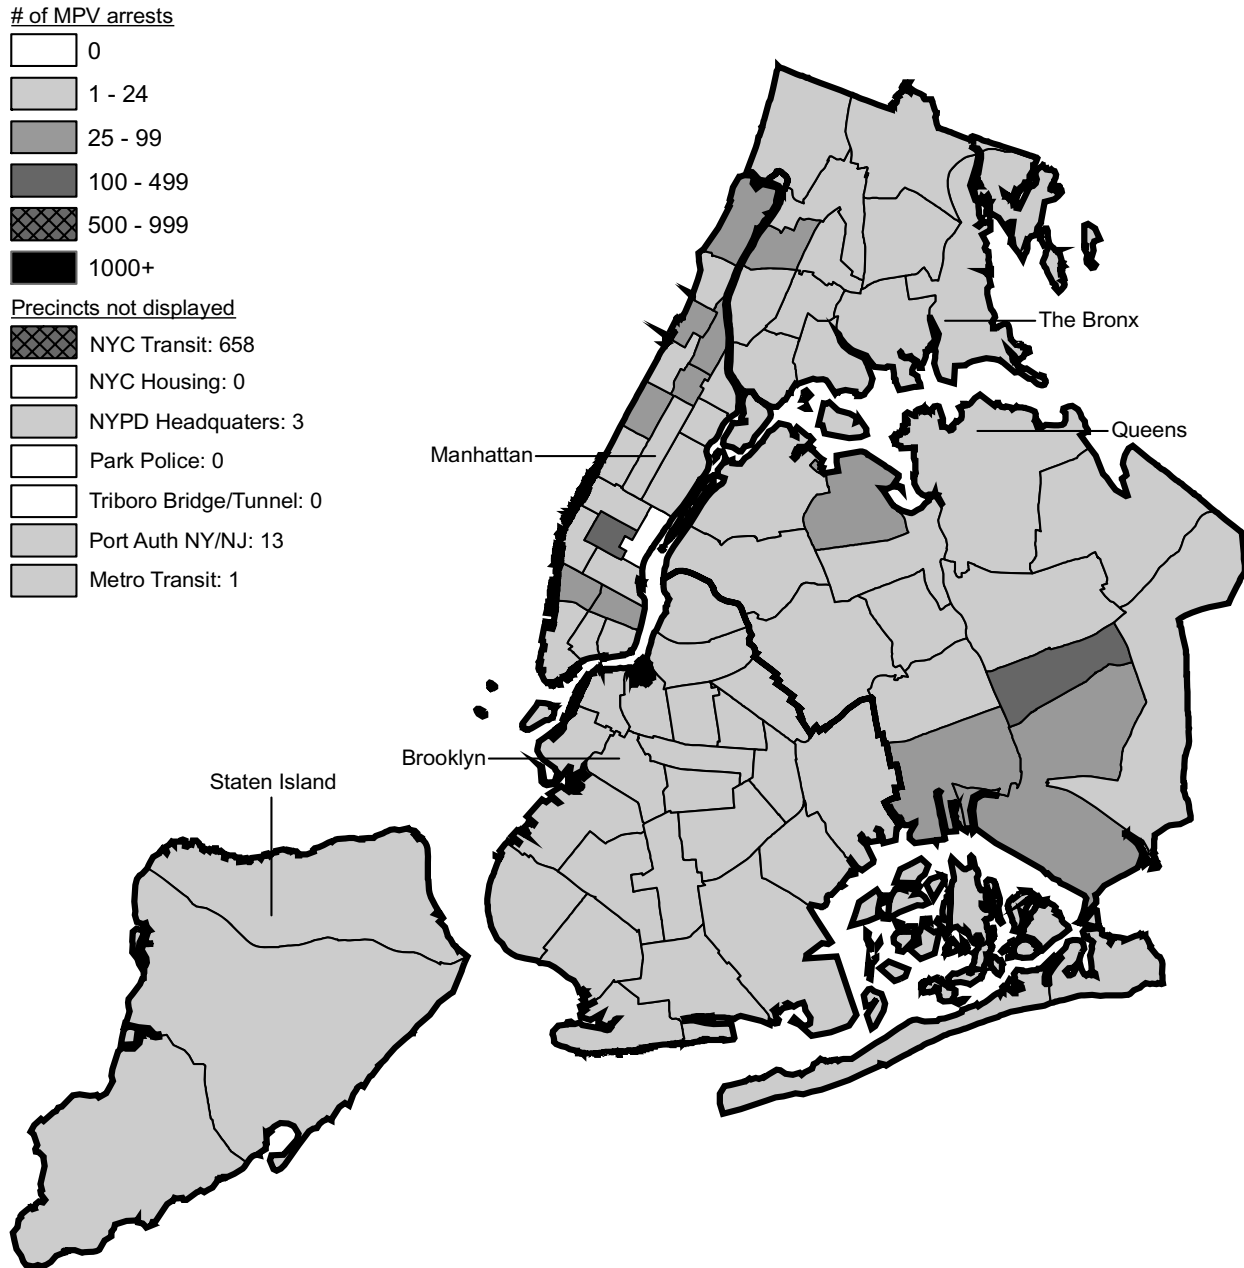 # of MPV arrests
0
1 - 24
25 - 99
100 - 499
500 - 999
1000+
Precincts not displayed
NYC Transit: 658
NYC Housing: 0
NYPD Headquaters: 3
Park Police: 0
Triboro Bridge/Tunnel: 0
Port Auth NY/NJ: 13
Metro Transit: 1
The Bronx
Queens
Manhattan
Brooklyn
Staten Island